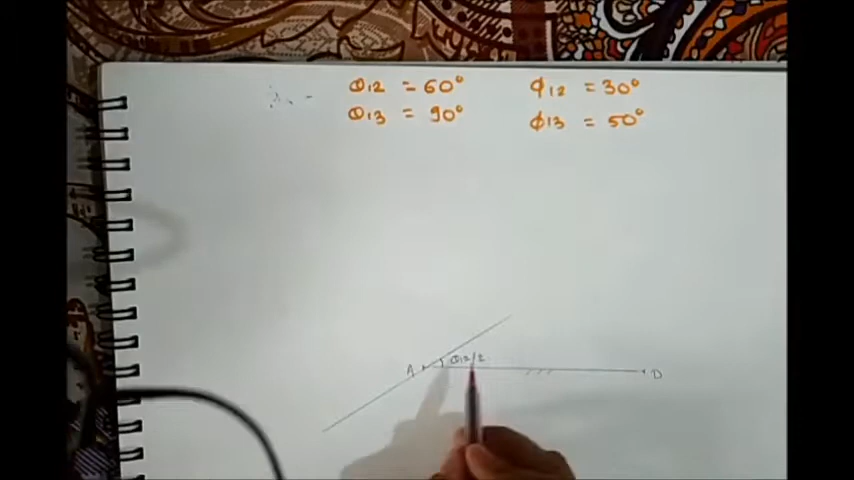 Θ12 = 60° ϕ12 = 30°
Θ13 = 90° ϕ13 = 50°
A Θ12/2 D